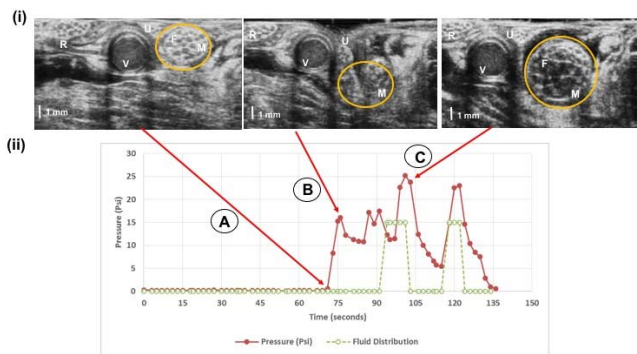 (i)
R
U
F
M
V
1 mm
U
V
M
1 mm
R
U
F
M
V
1 mm
(ii)
A
B
C
Pressure (Psi)
30
25
20
15
10
5
0
0 15 30 45 60 75 90 105 120 135 150
Time (seconds)
Pressure (Psi) Fluid Distribution